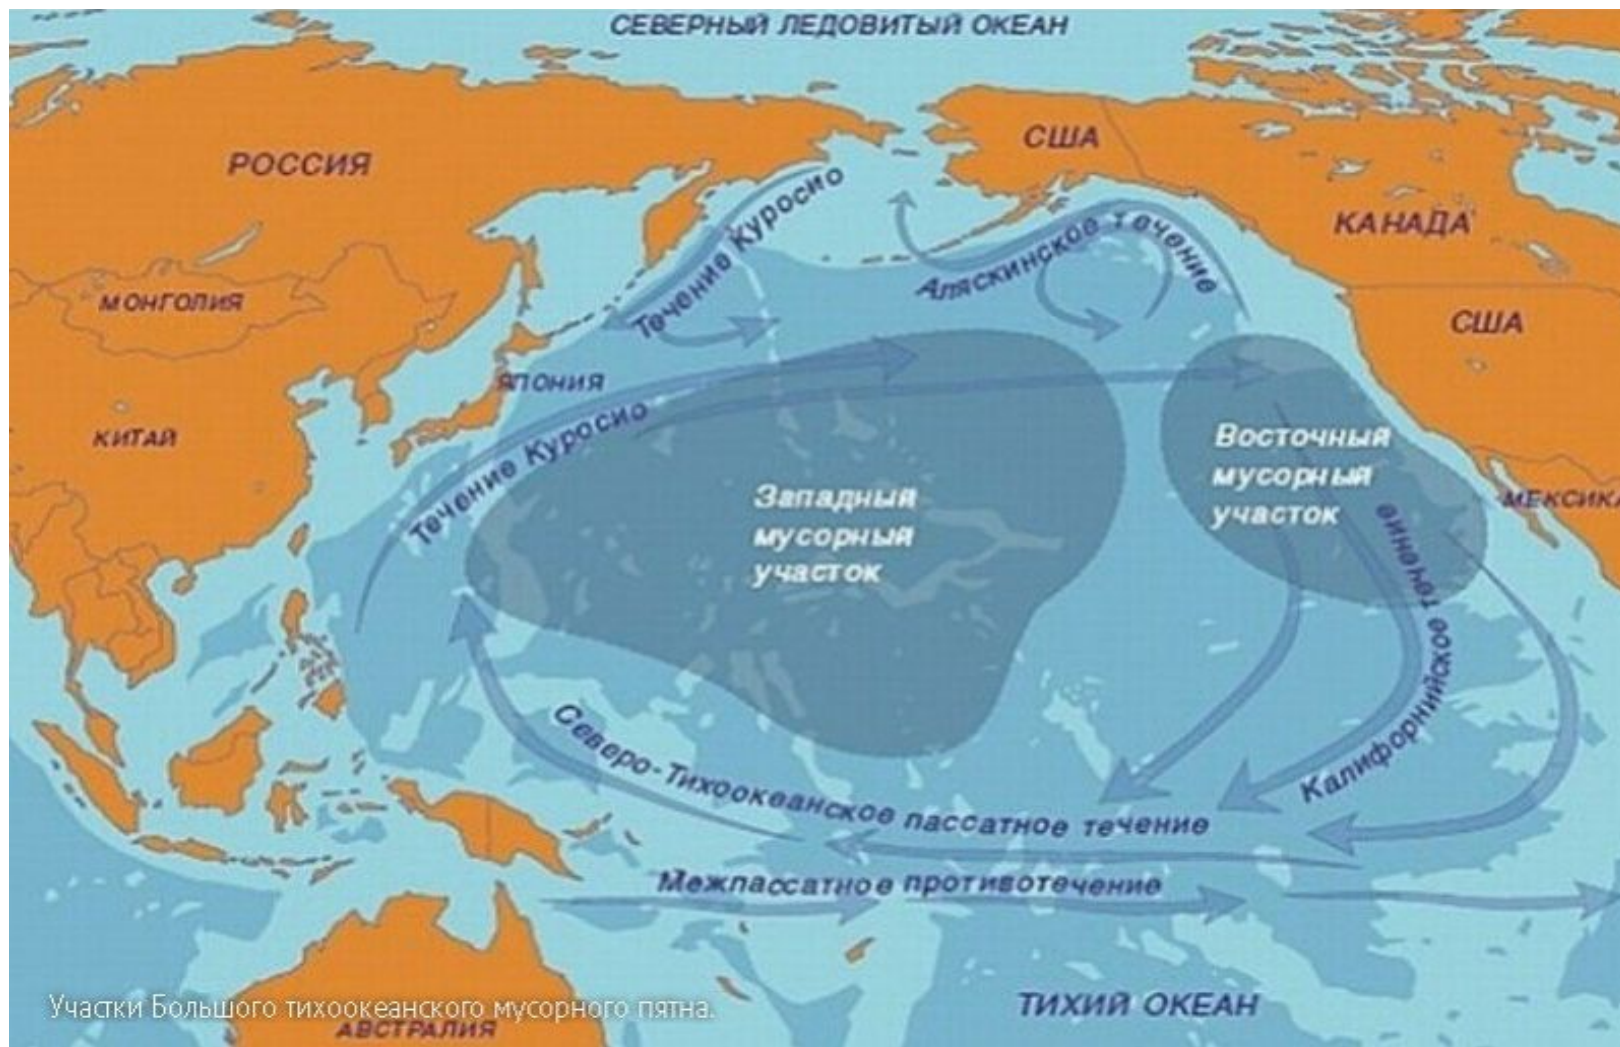 СЕВЕРНЫЙ ЛЕДОВИТЫЙ ОКЕАН
США
РОССИЯ
КАНАДА
Течение Куросио
Аляскинское течение
МОНГОЛИЯ
США
ЯПОНИЯ
Течение Куросио
КИТАЙ
Восточный
мусорный
участок
Западный
мусорный
участок
МЕКСИКА
Калифорнийское течение
Северо-Тихоокеанское пассатное течение
Межпассатное противотечение
ТИХИЙ ОКЕАН
Участки Большого тихоокеанского мусорного пятна.
АВСТРАЛИЯ